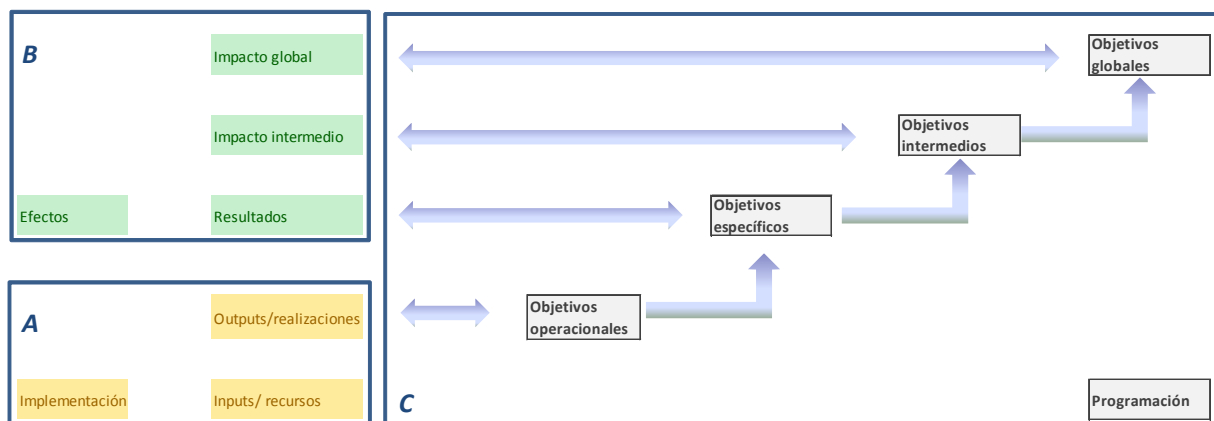 B
Impacto global
Objetivos
globales
Impacto intermedio
Objetivos
intermedios
Efectos
Resultados
Objetivos
específicos
A
Outputs/realizaciones
Objetivos
operacionales
Implementación
Inputs/ recursos
C
Programación